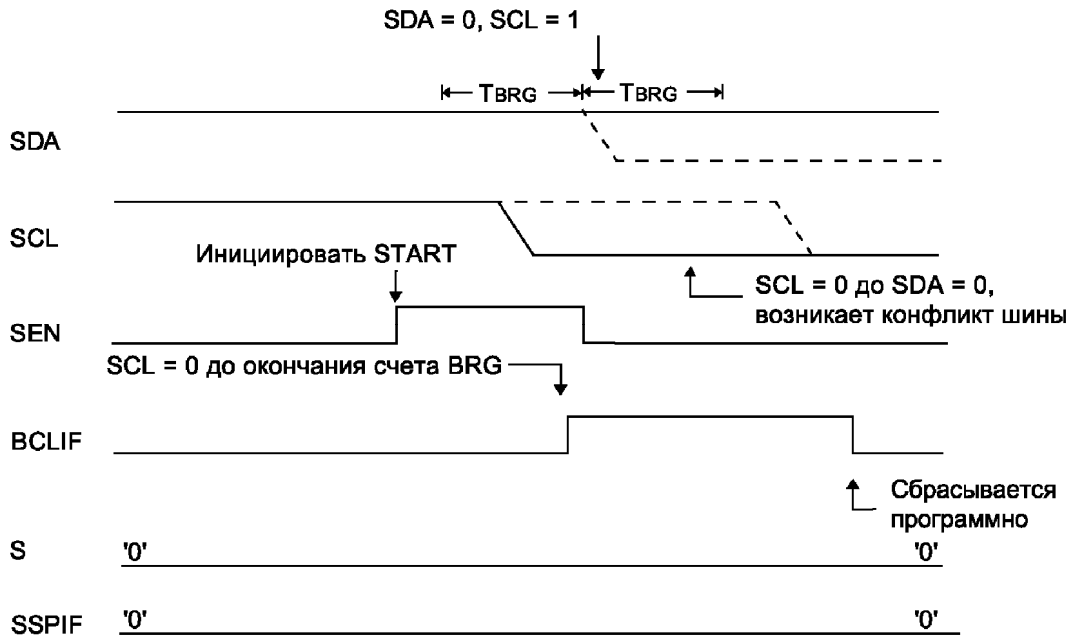 SDA = 0, SCL = 1
TBRG TBRG
SDA
SCL
Инициировать START
SCL = 0 до SDA = 0,
возникает конфликт шины
SEN
SCL = 0 до окончания счета BRG
BCLIF
Сбрасывается
программно
S '0' '0'
SSPIF '0' '0'